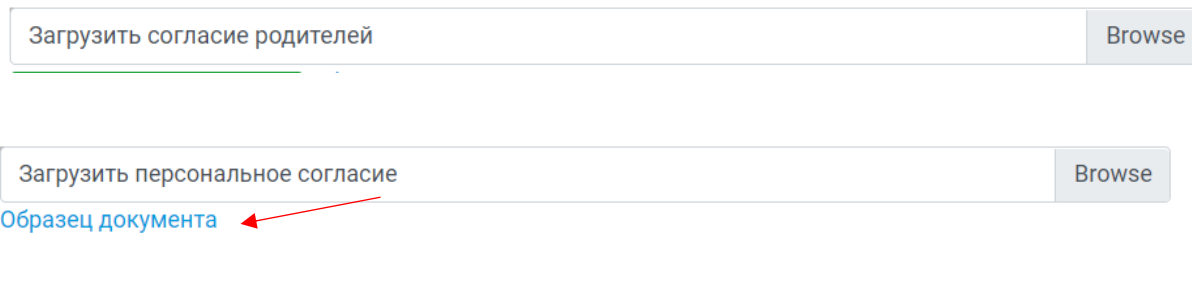 Загрузить согласие родителей Browse
Загрузить персональное согласие Browse
Образец документа